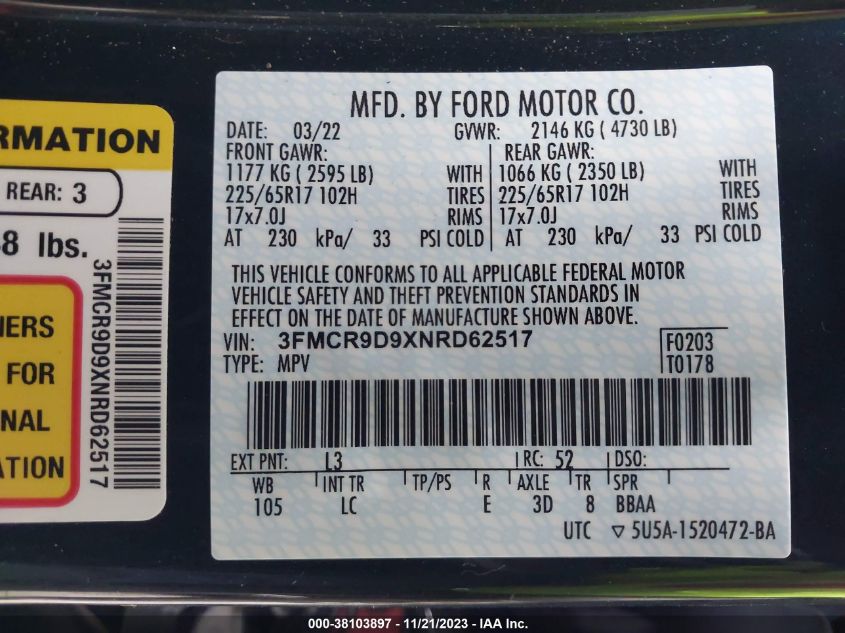 RMATION
REAR: 3
8 lbs.
3FMCR9D9XNRD62517
NERS
FOR
NAL
ATION
MFD. BY FORD MOTOR CO.
DATE: 03/22 GVWR: 2146 KG ( 4730 LB)
FRONT GAWR: REAR GAWR:
1177 KG ( 2595 LB) WITH 1066 KG ( 2350 LB) WITH
225/65R17 102H TIRES 225/65R17 102H TIRES
17x7.0J RIMS 17x7.0J RIMS
AT 230 kPa/ 33 PSI COLD AT 230 kPa/ 33 PSI COLD
THIS VEHICLE CONFORMS TO ALL APPLICABLE FEDERAL MOTOR
VEHICLE SAFETY AND THEFT PREVENTION STANDARDS IN
EFFECT ON THE DATE OF MANUFACTURE SHOWN ABOVE.
VIN: 3FMCR9D9XNRD62517 F0203
TYPE: MPV T0178
EXT PNT: L3 RC: 52 DSO:
WB INT TR TP/PS R AXLE TR SPR
105 LC E 3D 8 BBAA
UTC ▽ 5U5A-1520472-BA
000-38103897 - 11/21/2023 - IAA Inc.